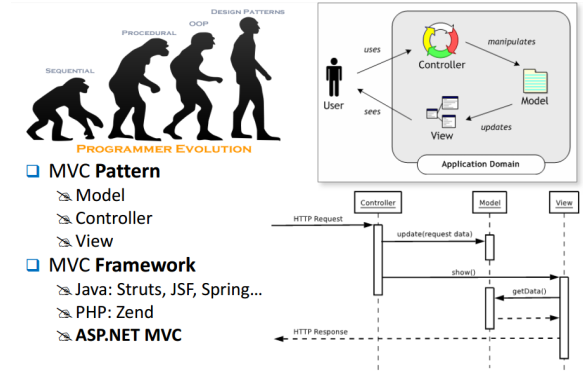 DESIGN PATTERNS
OOP
PROCEDURAL
SEQUENTIAL
PROGRAMMER EVOLUTION
❑ MVC Pattern
Model
Controller
View
❑ MVC Framework
Java: Struts, JSF, Spring...
PHP: Zend
ASP.NET MVC
uses
manipulates
Controller
User
Model
sees
View
updates
Application Domain
Controller
Model
View
HTTP Request
update(request data)
show()
getData()
HTTP Response